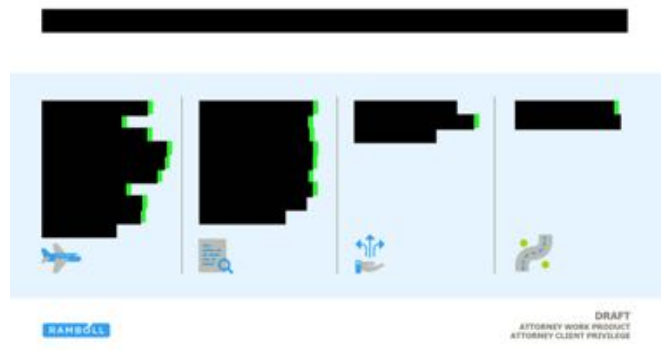 RAMBOLL
DRAFT
ATTORNEY WORK PRODUCT
ATTORNEY CLIENT PRIVILEGE